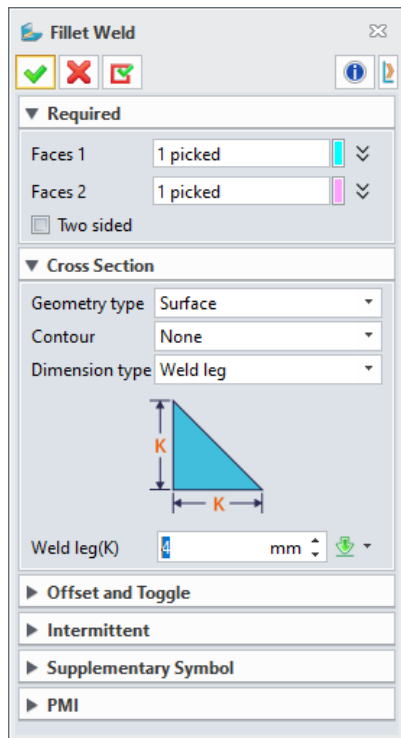 Fillet Weld
Required
Faces 1 1 picked
Faces 2 1 picked
Two sided
Cross Section
Geometry type Surface
Contour None
Dimension type Weld leg
K
K
Weld leg(K) 4 mm
Offset and Toggle
Intermittent
Supplementary Symbol
PMI